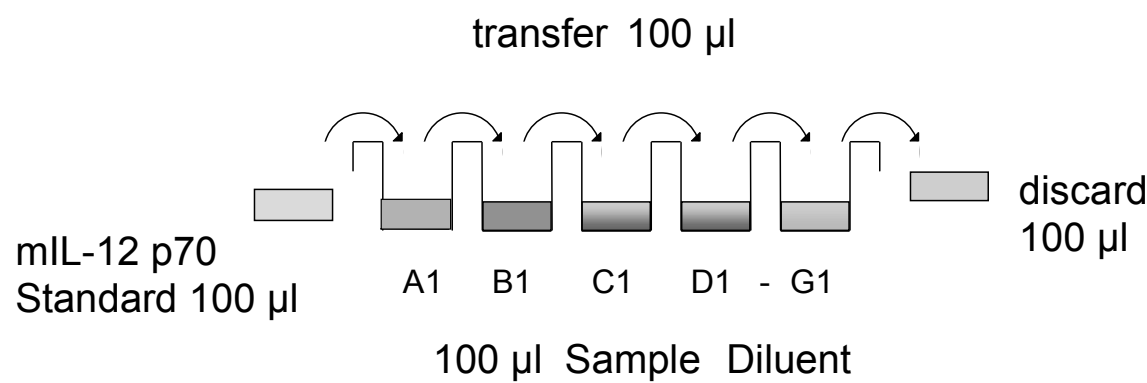 transfer 100 µl
mIL-12 p70
Standard 100 µl
A1 B1 C1 D1 - G1
discard
100 µl
100 µl Sample Diluent